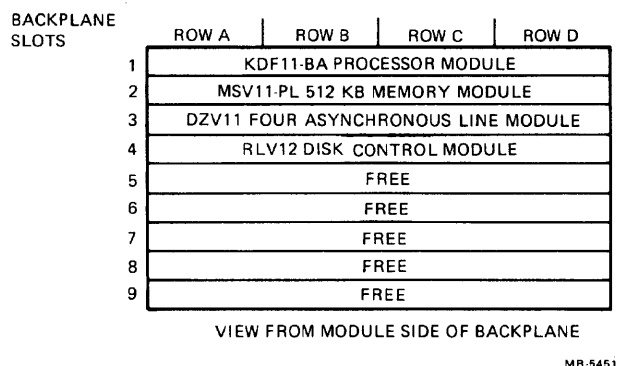 BACKPLANE
SLOTS
ROW A ROW B ROW C ROW D
1 KDF11-BA PROCESSOR MODULE
2 MSV11-PL 512 KB MEMORY MODULE
3 DZV11 FOUR ASYNCHRONOUS LINE MODULE
4 RLV12 DISK CONTROL MODULE
5 FREE
6 FREE
7 FREE
8 FREE
9 FREE
VIEW FROM MODULE SIDE OF BACKPLANE
MR-5451